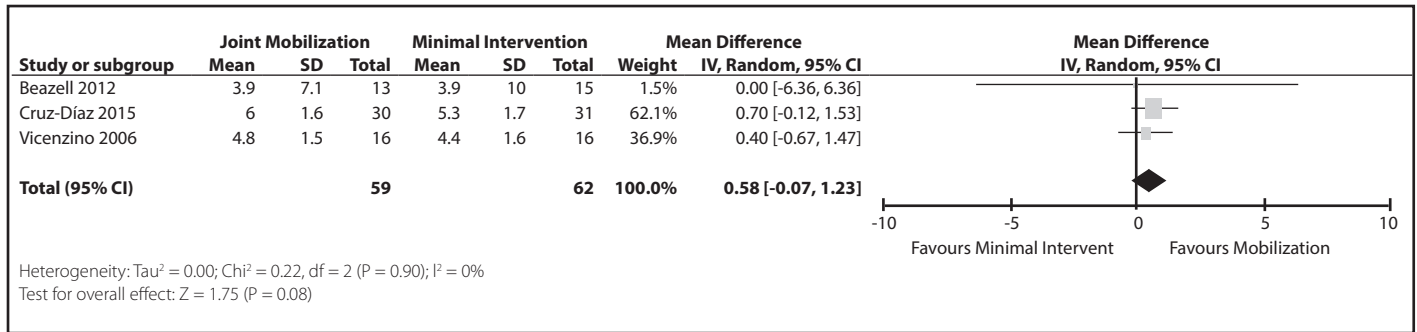 Joint Mobilization Minimal Intervention Mean Difference Mean Difference
Study or subgroup Mean SD Total Mean SD Total Weight IV, Random, 95% CI IV, Random, 95% CI
Beazell 2012 3.9 7.1 13 3.9 10 15 1.5% 0.00 [-6.36, 6.36]
Cruz-Díaz 2015 6 1.6 30 5.3 1.7 31 62.1% 0.70 [-0.12, 1.53]
Vicenzino 2006 4.8 1.5 16 4.4 1.6 16 36.9% 0.40 [-0.67, 1.47]
Total (95% CI) 59 62 100.0% 0.58 [-0.07, 1.23]
-10 -5 0 5 10
Favours Minimal Intervent Favours Mobilization
Heterogeneity: Tau² = 0.00; Chi² = 0.22, df = 2 (P = 0.90); I² = 0%
Test for overall effect: Z = 1.75 (P = 0.08)